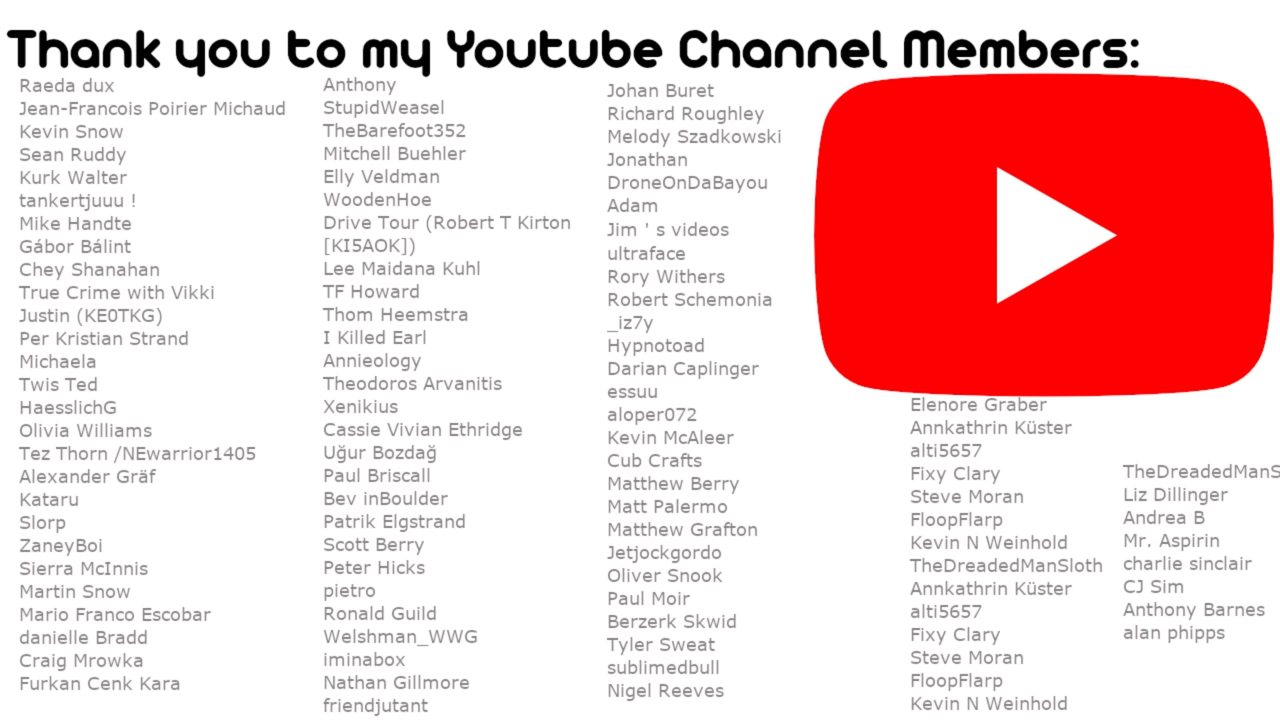 Thank you to my Youtube Channel Members:
Raeda dux
Jean-Francois Poirier Michaud
Kevin Snow
Sean Ruddy
Kurk Walter
tankertjuuu !
Mike Handte
Gábor Bálint
Chey Shanahan
True Crime with Vikki
Justin (KE0TKG)
Per Kristian Strand
Michaela
Twis Ted
HaesslichG
Olivia Williams
Tez Thorn /NEwarrior1405
Alexander Gräf
Kataru
Slorp
ZaneyBoi
Sierra McInnis
Martin Snow
Mario Franco Escobar
danielle Bradd
Craig Mrowka
Furkan Cenk Kara
Anthony
StupidWeasel
TheBarefoot352
Mitchell Buehler
Elly Veldman
WoodenHoe
Drive Tour (Robert T Kirton
[KI5AOK])
Lee Maidana Kuhl
TF Howard
Thom Heemstra
I Killed Earl
Annieology
Theodoros Arvanitis
Xenikius
Cassie Vivian Ethridge
Uğur Bozdağ
Paul Briscall
Bev inBoulder
Patrik Elgstrand
Scott Berry
Peter Hicks
pietro
Ronald Guild
Welshman_WWG
iminabox
Nathan Gillmore
friendjutant
Johan Buret
Richard Roughley
Melody Szadkowski
Jonathan
DroneOnDaBayou
Adam
Jim ' s videos
ultraface
Rory Withers
Robert Schemonia
_iz7y
Hypnotoad
Darian Caplinger
essuu
aloper072
Kevin McAleer
Cub Crafts
Matthew Berry
Matt Palermo
Matthew Grafton
Jetjockgordo
Oliver Snook
Paul Moir
Berzerk Skwid
Tyler Sweat
sublimedbull
Nigel Reeves
Elenore Graber
Annkathrin Küster
alti5657
Fixy Clary
Steve Moran
FloopFlarp
Kevin N Weinhold
TheDreadedManSloth
Annkathrin Küster
alti5657
Fixy Clary
Steve Moran
FloopFlarp
Kevin N Weinhold
TheDreadedManS
Liz Dillinger
Andrea B
Mr. Aspirin
charlie sinclair
CJ Sim
Anthony Barnes
alan phipps